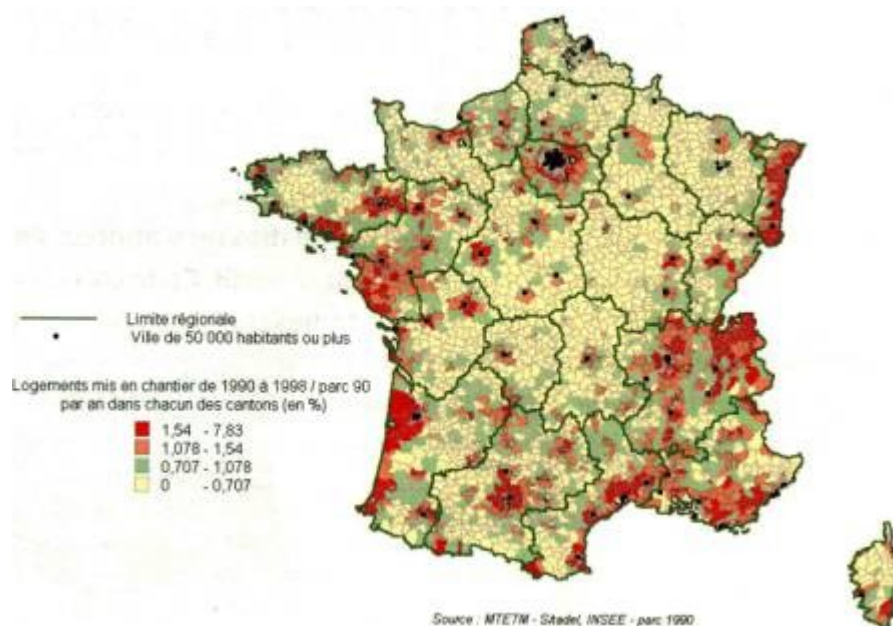 Limite régionale
Ville de 50 000 habitants ou plus
Logements mis en chantier de 1990 à 1998 / parc 90
par an dans chacun des cantons (en %)
1,54 - 7,83
1,078 - 1,54
0,707 - 1,078
0 - 0,707
Source : MTETM - Sitadel, INSEE - parc 1990